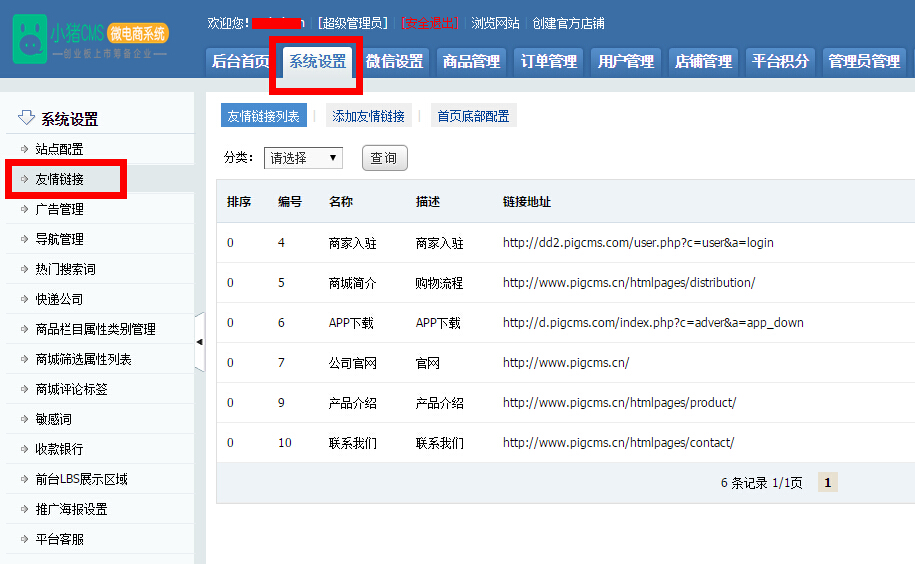 小猪CMS 微电商系统
创业板上市筹备企业
欢迎您! [超级管理员] [安全退出] 浏览网站 创建官方店铺
后台首页 系统设置 微信设置 商品管理 订单管理 用户管理 店铺管理 平台积分 管理员管理
系统设置
站点配置
友情链接
广告管理
导航管理
热门搜索词
快递公司
商品栏目属性类别管理
商城筛选属性列表
商城评论标签
敏感词
收款银行
前台LBS展示区域
推广海报设置
平台客服
友情链接列表 | 添加友情链接 | 首页底部配置
分类: 请选择 查询
排序 编号 名称 描述 链接地址
0 4 商家入驻 商家入驻 http://dd2.pigcms.com/user.php?c=user&a=login
0 5 商城简介 购物流程 http://www.pigcms.cn/htmlpages/distribution/
0 6 APP下载 APP下载 http://d.pigcms.com/index.php?c=adver&a=app_down
0 7 公司官网 官网 http://www.pigcms.cn/
0 9 产品介绍 产品介绍 http://www.pigcms.cn/htmlpages/product/
0 10 联系我们 联系我们 http://www.pigcms.cn/htmlpages/contact/
6 条记录 1/1页 1